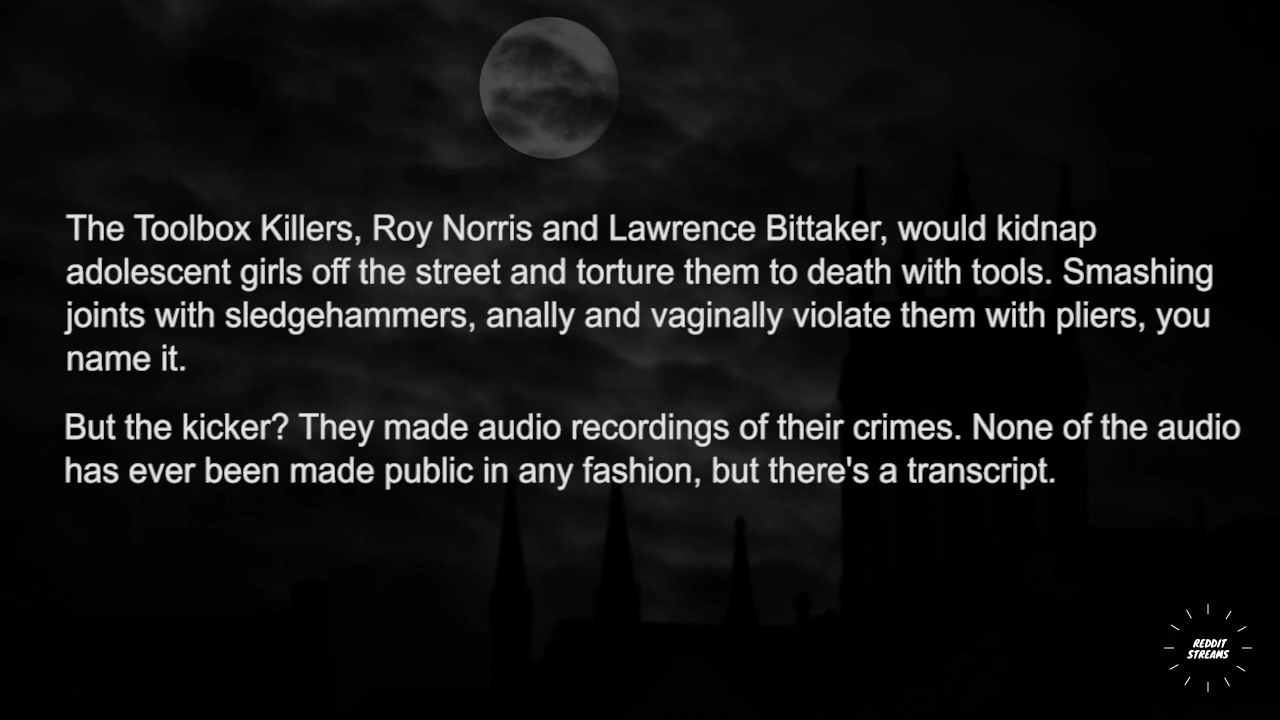 The Toolbox Killers, Roy Norris and Lawrence Bittaker, would kidnap
adolescent girls off the street and torture them to death with tools. Smashing
joints with sledgehammers, anally and vaginally violate them with pliers, you
name it.
But the kicker? They made audio recordings of their crimes. None of the audio
has ever been made public in any fashion, but there's a transcript.
REDDIT
STREAMS